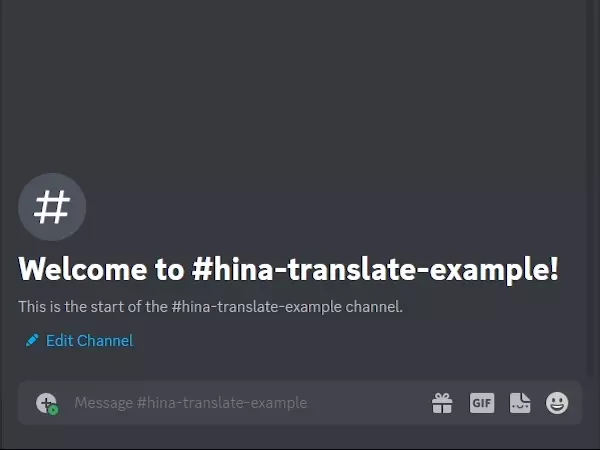 #
Welcome to #hina-translate-example!
This is the start of the #hina-translate-example channel.
Edit Channel
Message #hina-translate-example
GIF